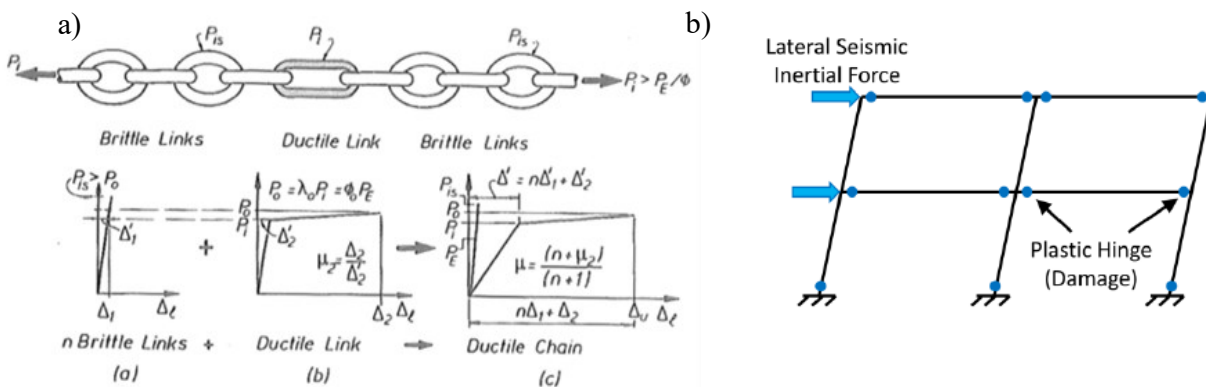 a)
P_is
P_i
P_is
P_i
P_i > P_E/ϕ
Brittle Links
Ductile Link
Brittle Links
P_is > P_o
Δ'_1
Δ_1
Δ_ℓ
n Brittle Links
(a)
+
P_o = λ_o P_i = ϕ_o P_E
P_o
P_i
Δ'_2
μ_2 = Δ_2/Δ'_2
Δ_2
Δ_ℓ
+
Ductile Link
(b)
Δ' = nΔ'_1 + Δ'_2
P_is
P_o
P_i
P_E
μ = (n + μ_2)/(n + 1)
nΔ_1 + Δ_2
Δ_u
Δ_ℓ
Ductile Chain
(c)
b)
Lateral Seismic
Inertial Force
Plastic Hinge
(Damage)